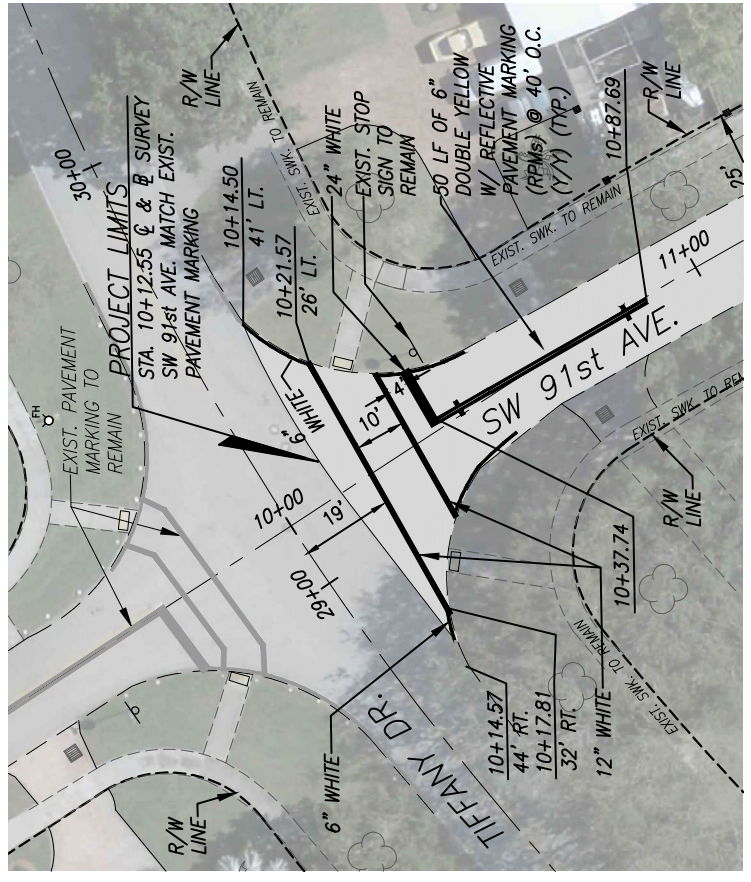 R/W
LINE
30+00
PROJECT LIMITS
STA. 10+12.55 ℄ & ฿ SURVEY
SW 91st AVE. MATCH EXIST.
PAVEMENT MARKING
EXIST. PAVEMENT
MARKING TO
REMAIN
EXIST. SWK. TO REMAIN
10+14.50
41' LT.
10+21.57
26' LT.
24" WHITE
EXIST. STOP
SIGN TO
REMAIN
50 LF OF 6"
DOUBLE YELLOW
W/ REFLECTIVE
PAVEMENT MARKING
(RPMs) @ 40' O.C.
(Y/Y) (TYP.)
10+87.69
R/W
LINE
25'
EXIST. SWK. TO REMAIN
11+00
SW 91st AVE.
6" WHITE
4'
10'
19'
10+00
29+00
TIFFANY DR.
EXIST. SWK. TO REM
R/W
LINE
10+37.74
EXIST. SWK. TO REMAIN
12" WHITE
10+14.57
44' RT.
10+17.81
32' RT.
6" WHITE
R/W
LINE